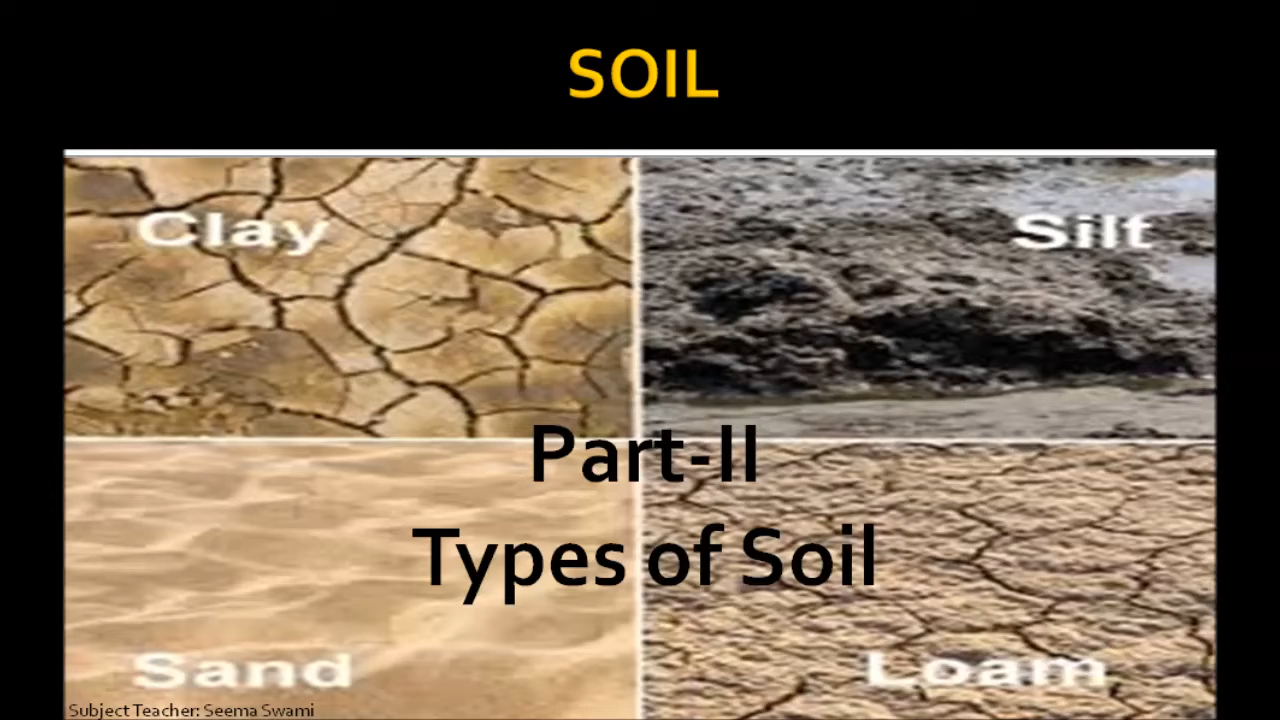 SOIL
Clay
Silt
Part-II
Types of Soil
Sand
Loam
Subject Teacher: Seema Swami